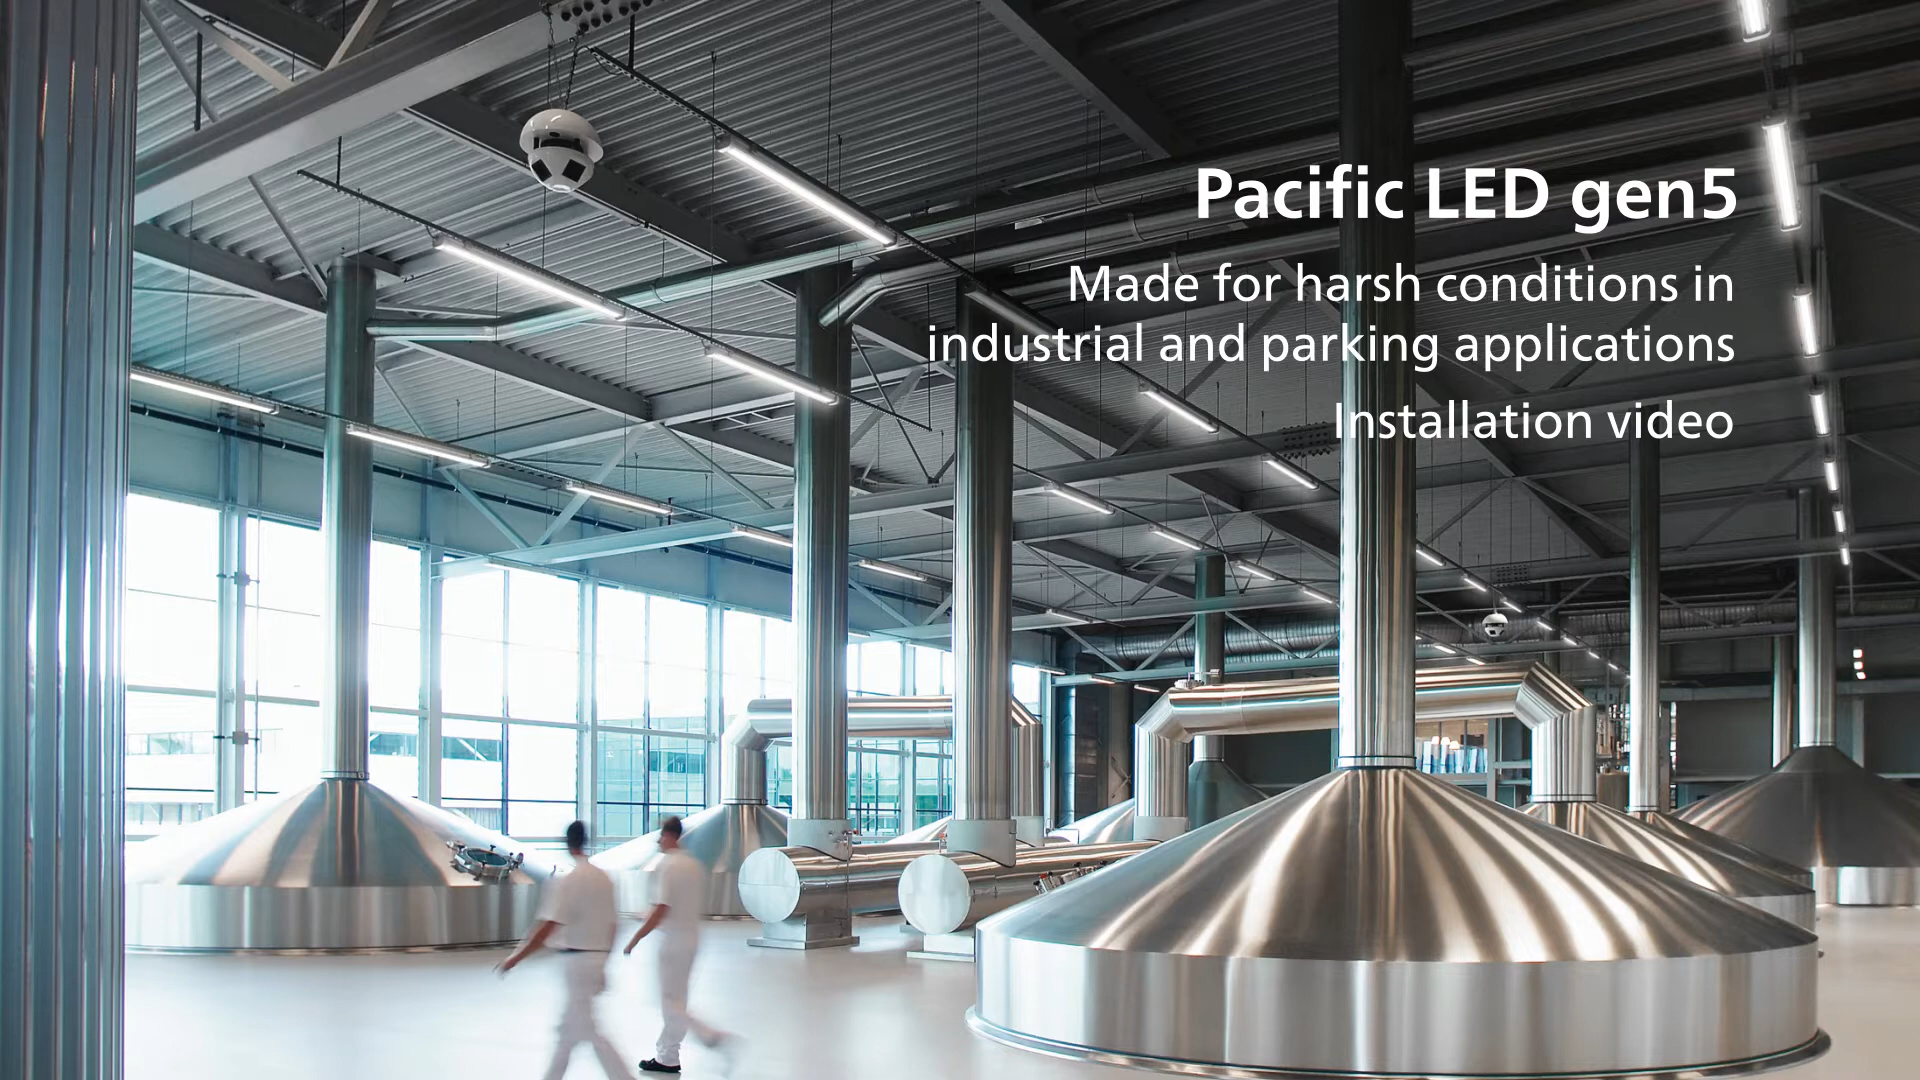 Pacific LED gen5
Made for harsh conditions in
industrial and parking applications
Installation video